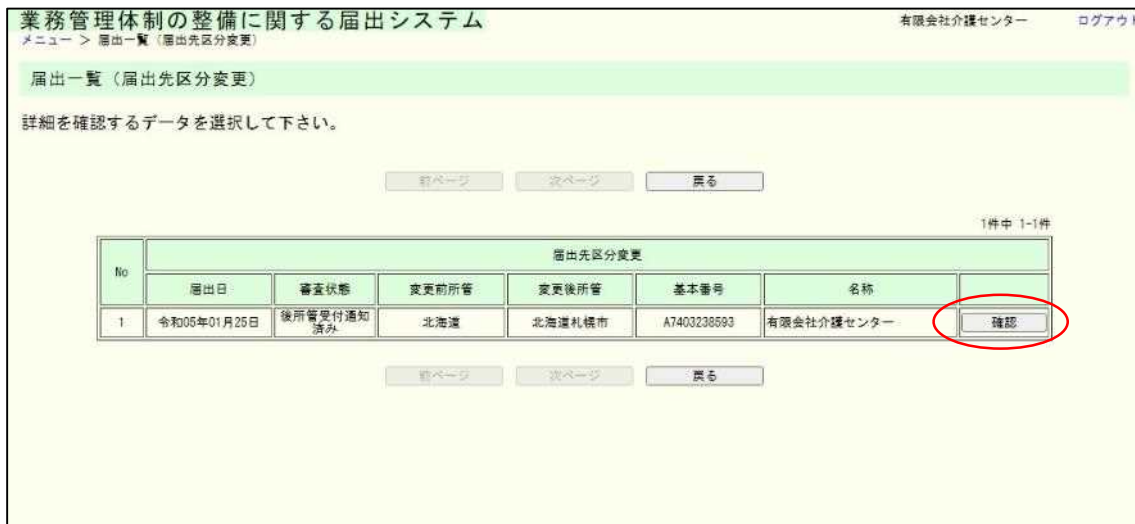 業務管理体制の整備に関する届出システム 有限会社介護センター ログアウト
メニュー > 届出一覧（届出先区分変更）
届出一覧（届出先区分変更）
詳細を確認するデータを選択して下さい。
前ページ 次ページ 戻る
1件中 1-1件
No 届出先区分変更
届出日 審査状態 変更前所管 変更後所管 基本番号 名称
1 令和05年01月25日 後所管受付通知済み 北海道 北海道札幌市 A7403238593 有限会社介護センター 確認
前ページ 次ページ 戻る